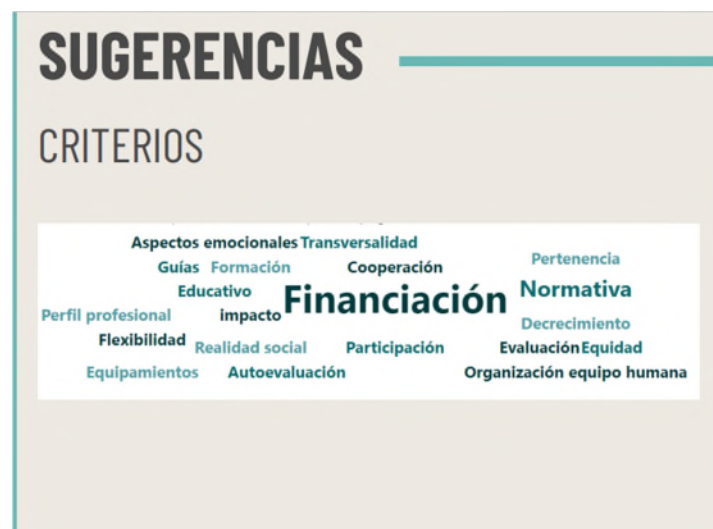 SUGERENCIAS
CRITERIOS
Aspectos emocionales Transversalidad
Pertenencia
Guías Formación Cooperación
Educativo Financiación Normativa
Perfil profesional impacto
Decrecimiento
Flexibilidad Realidad social Participación Evaluación Equidad
Equipamientos Autoevaluación Organización equipo humana